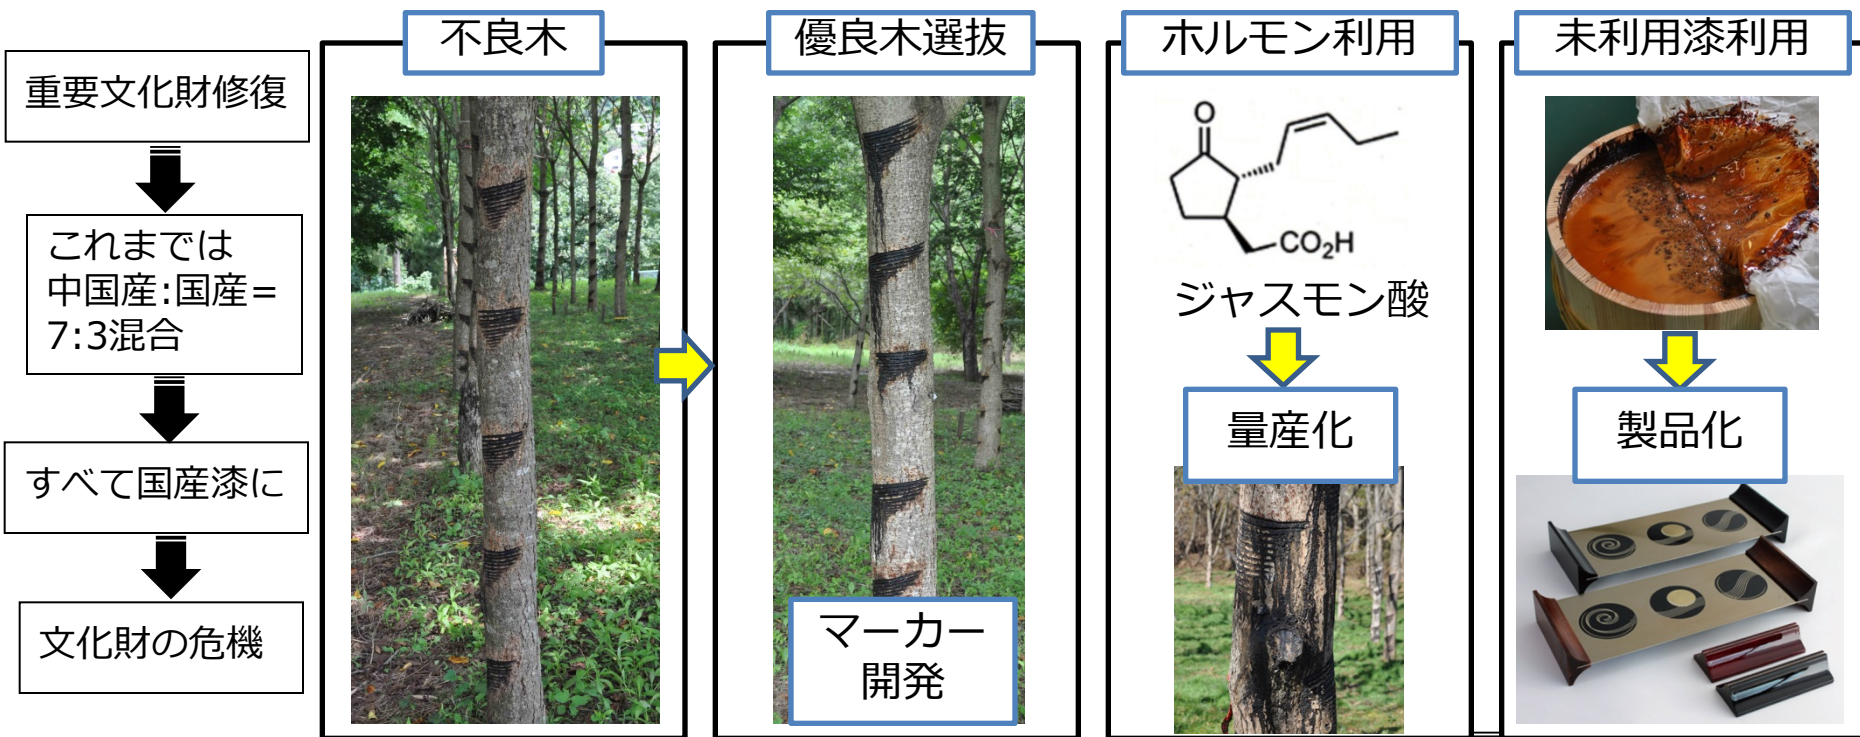 重要文化財修復
これまでは
中国産:国産=
7:3混合
すべて国産漆に
文化財の危機
不良木
優良木選抜
マーカー
開発
ホルモン利用
O
CO₂H
ジャスモン酸
量産化
未利用漆利用
製品化